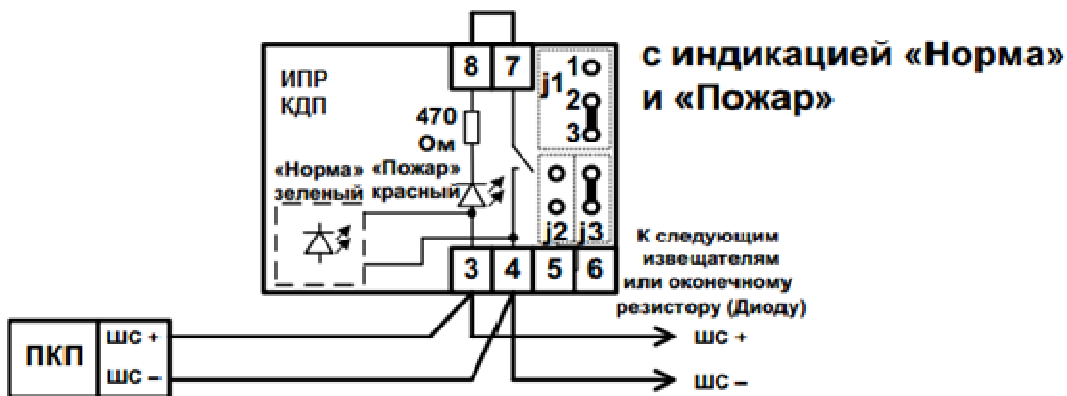 с индикацией «Норма»
и «Пожар»
ИПР
КДП
8 7
j1
1
2
3
470
Ом
«Норма» «Пожар»
зеленый красный
j2 j3
3 4 5 6
К следующим
извещателям
или оконечному
резистору (Диоду)
ПКП
ШС +
ШС –
ШС +
ШС –